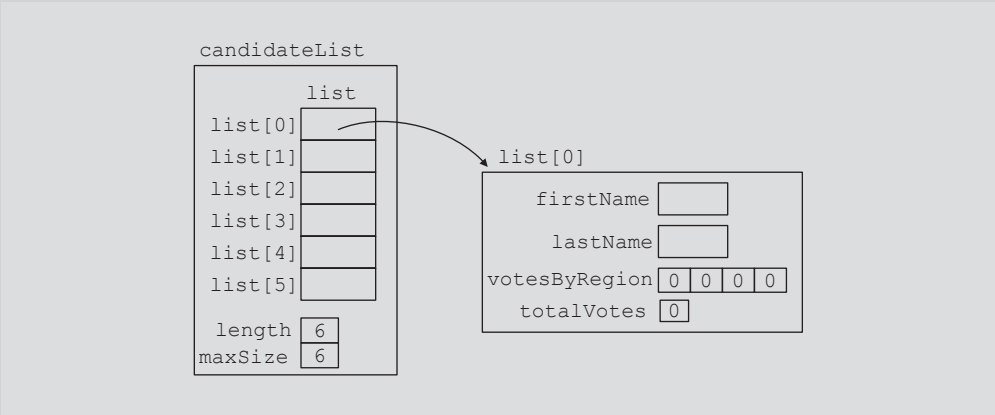 candidateList
list
list[0]
list[1]
list[2]
list[3]
list[4]
list[5]
length 6
maxSize 6
list[0]
firstName
lastName
votesByRegion 0 0 0 0
totalVotes 0